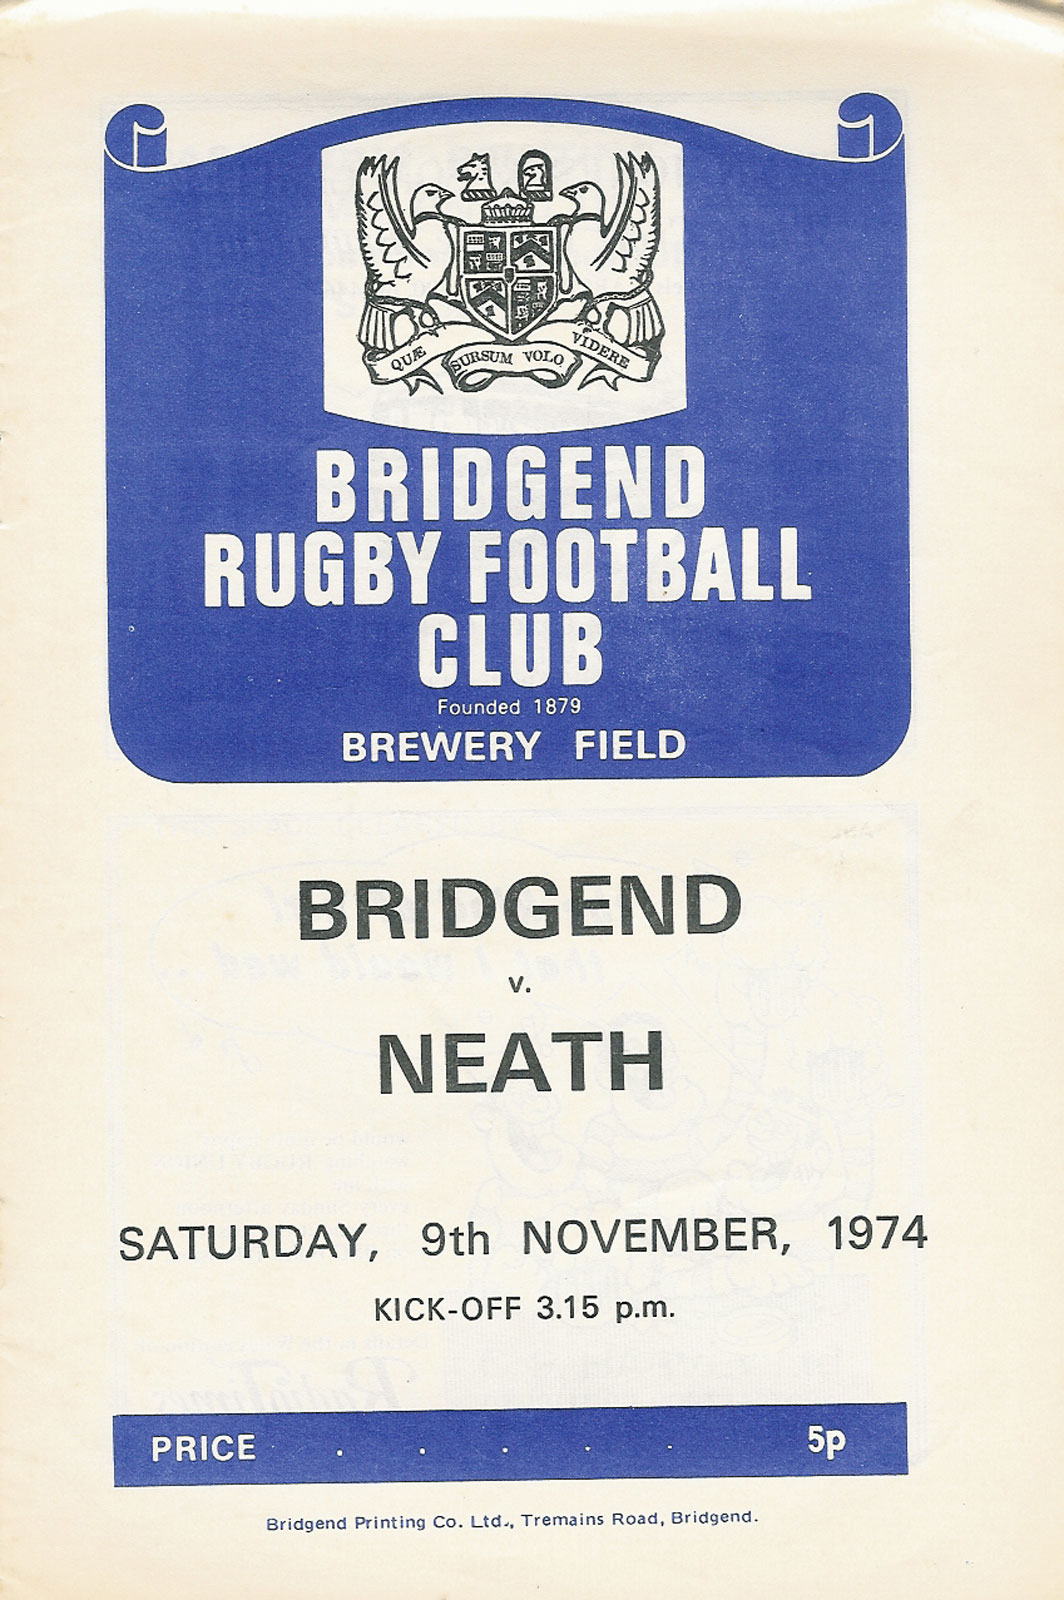 QUÆ SURSUM VOLO VIDERE
BRIDGEND
RUGBY FOOTBALL
CLUB
Founded 1879
BREWERY FIELD
BRIDGEND
v.
NEATH
SATURDAY, 9th NOVEMBER, 1974
KICK-OFF 3.15 p.m.
PRICE . . . . . 5p
Bridgend Printing Co. Ltd., Tremains Road, Bridgend.